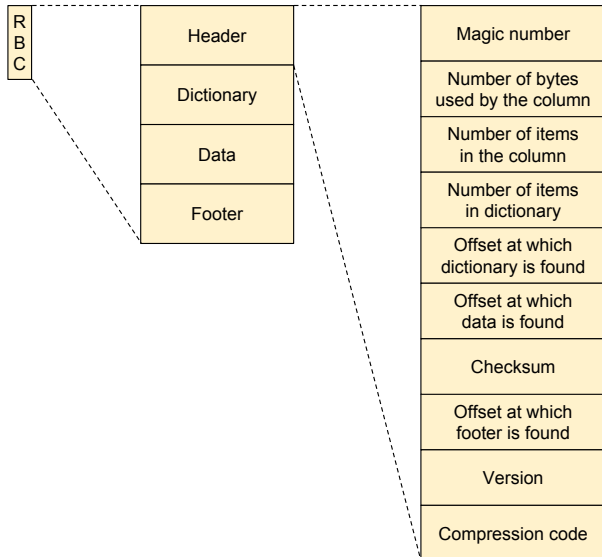 R
B
C
Header
Dictionary
Data
Footer
Magic number
Number of bytes
used by the column
Number of items
in the column
Number of items
in dictionary
Offset at which
dictionary is found
Offset at which
data is found
Checksum
Offset at which
footer is found
Version
Compression code